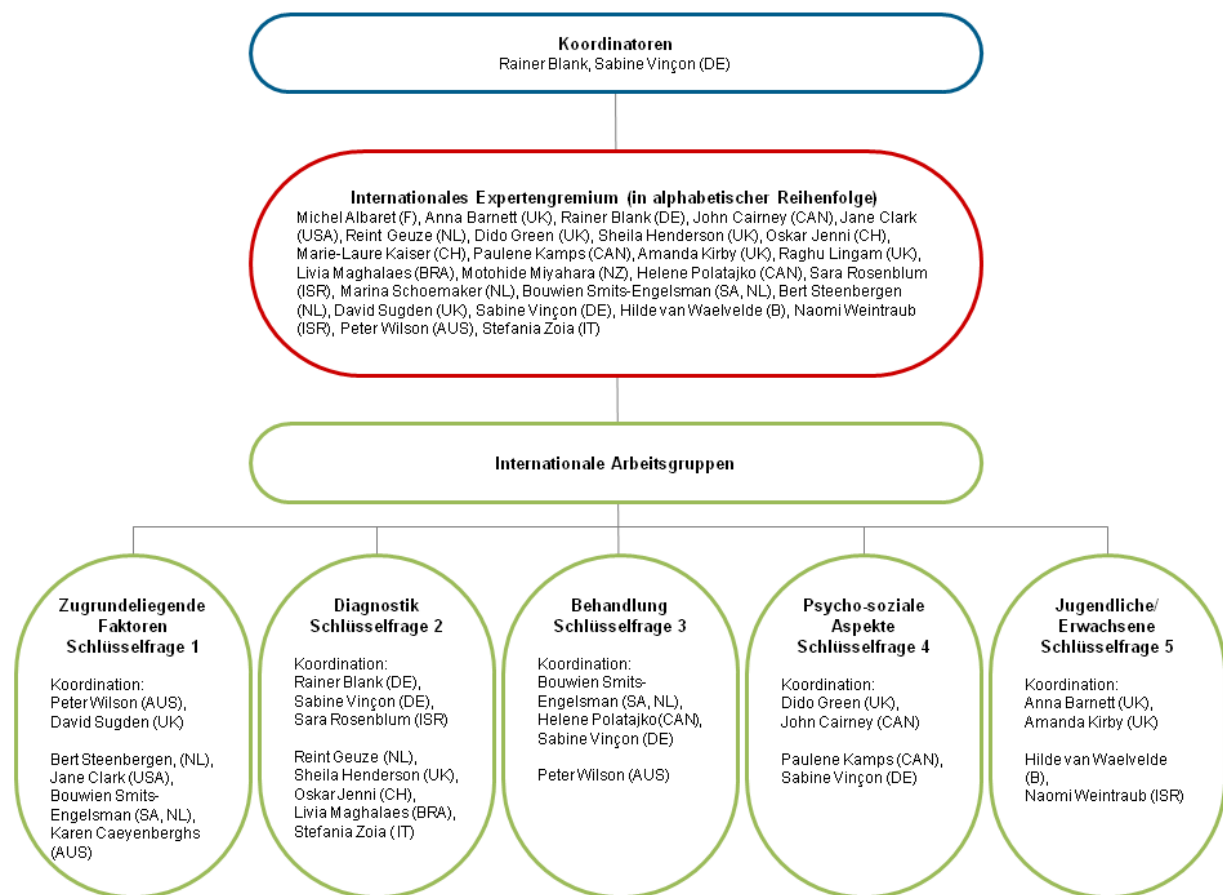 Koordinatoren
Rainer Blank, Sabine Vinçon (DE)
Internationales Expertengremium (in alphabetischer Reihenfolge)
Michel Albaret (F), Anna Barnett (UK), Rainer Blank (DE), John Cairney (CAN), Jane Clark
(USA), Reint Geuze (NL), Dido Green (UK), Sheila Henderson (UK), Oskar Jenni (CH),
Marie-Laure Kaiser (CH), Paulene Kamps (CAN), Amanda Kirby (UK), Raghu Lingam (UK),
Livia Maghalaes (BRA), Motohide Miyahara (NZ), Helene Polatajko (CAN), Sara Rosenblum
(ISR), Marina Schoemaker (NL), Bouwien Smits-Engelsman (SA, NL), Bert Steenbergen
(NL), David Sugden (UK), Sabine Vinçon (DE), Hilde van Waelvelde (B), Naomi Weintraub
(ISR), Peter Wilson (AUS), Stefania Zoia (IT)
Internationale Arbeitsgruppen
Zugrundeliegende
Faktoren
Schlüsselfrage 1
Koordination:
Peter Wilson (AUS),
David Sugden (UK)
Bert Steenbergen, (NL),
Jane Clark (USA),
Bouwien Smits-
Engelsman (SA, NL),
Karen Caeyenberghs
(AUS)
Diagnostik
Schlüsselfrage 2
Koordination:
Rainer Blank (DE),
Sabine Vinçon (DE),
Sara Rosenblum (ISR)
Reint Geuze (NL),
Sheila Henderson (UK),
Oskar Jenni (CH),
Livia Maghalaes (BRA),
Stefania Zoia (IT)
Behandlung
Schlüsselfrage 3
Koordination:
Bouwien Smits-
Engelsman (SA, NL),
Helene Polatajko(CAN),
Sabine Vinçon (DE)
Peter Wilson (AUS)
Psycho-soziale
Aspekte
Schlüsselfrage 4
Koordination:
Dido Green (UK),
John Cairney (CAN)
Paulene Kamps (CAN),
Sabine Vinçon (DE)
Jugendliche/
Erwachsene
Schlüsselfrage 5
Koordination:
Anna Barnett (UK),
Amanda Kirby (UK)
Hilde van Waelvelde
(B),
Naomi Weintraub (ISR)